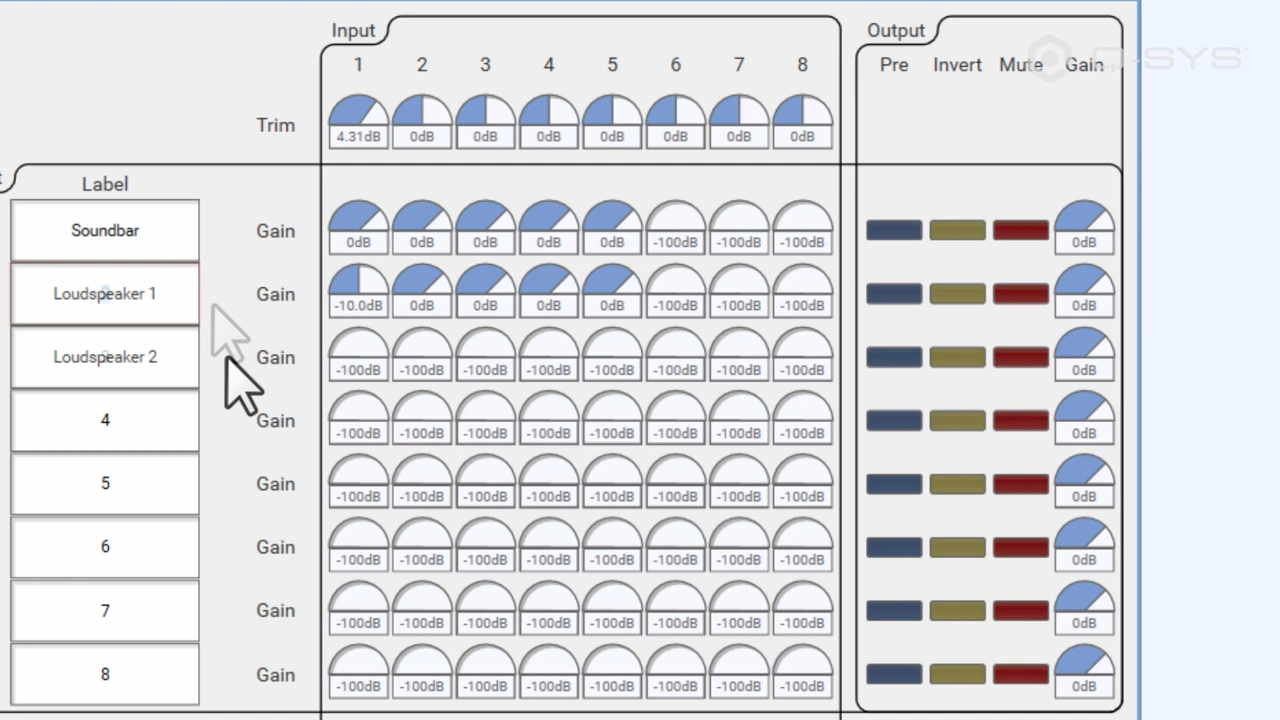 Input
Output
Q-SYS
1 2 3 4 5 6 7 8
Pre Invert Mute Gain
Trim
4.31dB 0dB 0dB 0dB 0dB 0dB 0dB 0dB
Label
Soundbar Gain 0dB 0dB 0dB 0dB 0dB -100dB -100dB -100dB 0dB
Loudspeaker 1 Gain -10.0dB 0dB 0dB 0dB 0dB -100dB -100dB -100dB 0dB
Loudspeaker 2 Gain -100dB -100dB -100dB -100dB -100dB -100dB -100dB -100dB 0dB
4 Gain -100dB -100dB -100dB -100dB -100dB -100dB -100dB -100dB 0dB
5 Gain -100dB -100dB -100dB -100dB -100dB -100dB -100dB -100dB 0dB
6 Gain -100dB -100dB -100dB -100dB -100dB -100dB -100dB -100dB 0dB
7 Gain -100dB -100dB -100dB -100dB -100dB -100dB -100dB -100dB 0dB
8 Gain -100dB -100dB -100dB -100dB -100dB -100dB -100dB -100dB 0dB